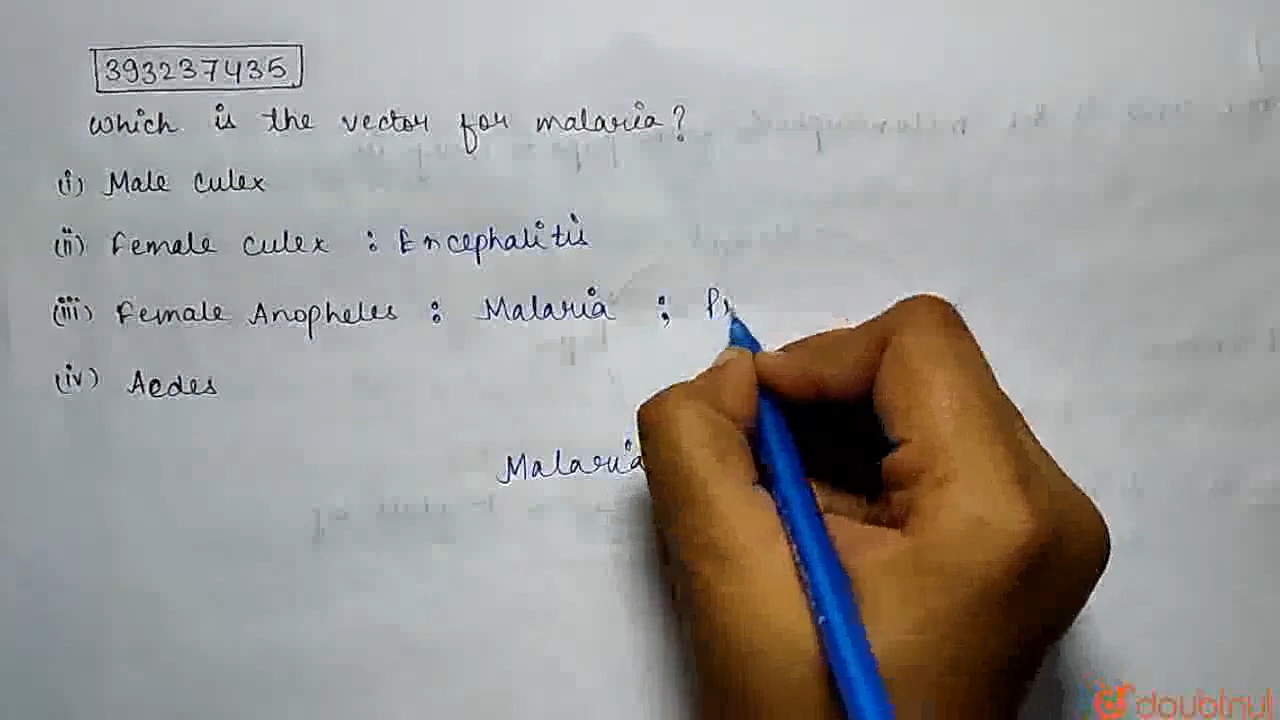 393237435
Which is the vector for malaria?
(i) Male Culex
(ii) Female Culex : Encephalitis
(iii) Female Anopheles : Malaria ;
(iv) Aedes
Malaria
doubtnut